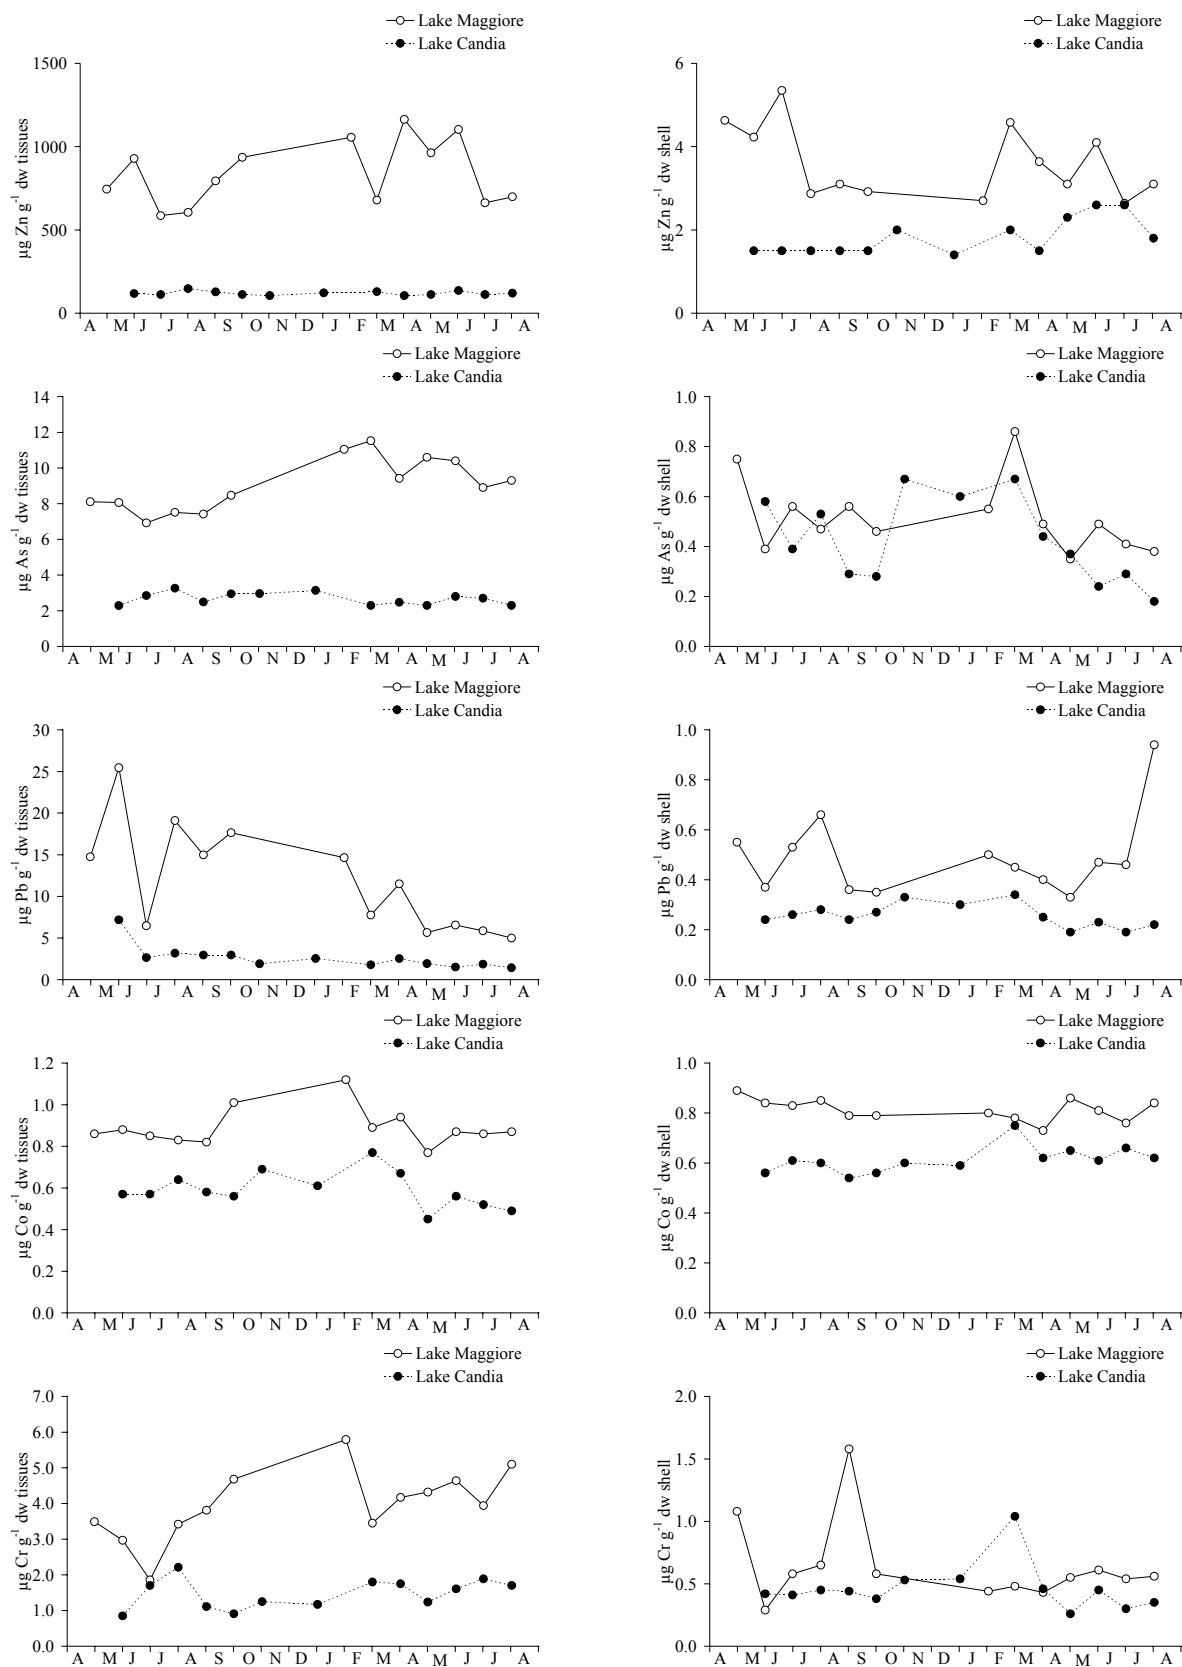 Lake Maggiore
Lake Candia
1500
1000
500
0
µg Zn g-1 dw tissues
A M J J A S O N D J F M A M J J A
Lake Maggiore
Lake Candia
6
4
2
0
µg Zn g-1 dw shell
A M J J A S O N D J F M A M J J A
Lake Maggiore
Lake Candia
14
12
10
8
6
4
2
0
µg As g-1 dw tissues
A M J J A S O N D J F M A M J J A
Lake Maggiore
Lake Candia
1.0
0.8
0.6
0.4
0.2
0.0
µg As g-1 dw shell
A M J J A S O N D J F M A M J J A
Lake Maggiore
Lake Candia
30
25
20
15
10
5
0
µg Pb g-1 dw tissues
A M J J A S O N D J F M A M J J A
Lake Maggiore
Lake Candia
1.0
0.8
0.6
0.4
0.2
0.0
µg Pb g-1 dw shell
A M J J A S O N D J F M A M J J A
Lake Maggiore
Lake Candia
1.2
1.0
0.8
0.6
0.4
0.2
0.0
µg Co g-1 dw tissues
A M J J A S O N D J F M A M J J A
Lake Maggiore
Lake Candia
1.0
0.8
0.6
0.4
0.2
0.0
µg Co g-1 dw shell
A M J J A S O N D J F M A M J J A
Lake Maggiore
Lake Candia
7.0
6.0
5.0
4.0
3.0
2.0
1.0
0.0
µg Cr g-1 dw tissues
A M J J A S O N D J F M A M J J A
Lake Maggiore
Lake Candia
2.0
1.5
1.0
0.5
0.0
µg Cr g-1 dw shell
A M J J A S O N D J F M A M J J A